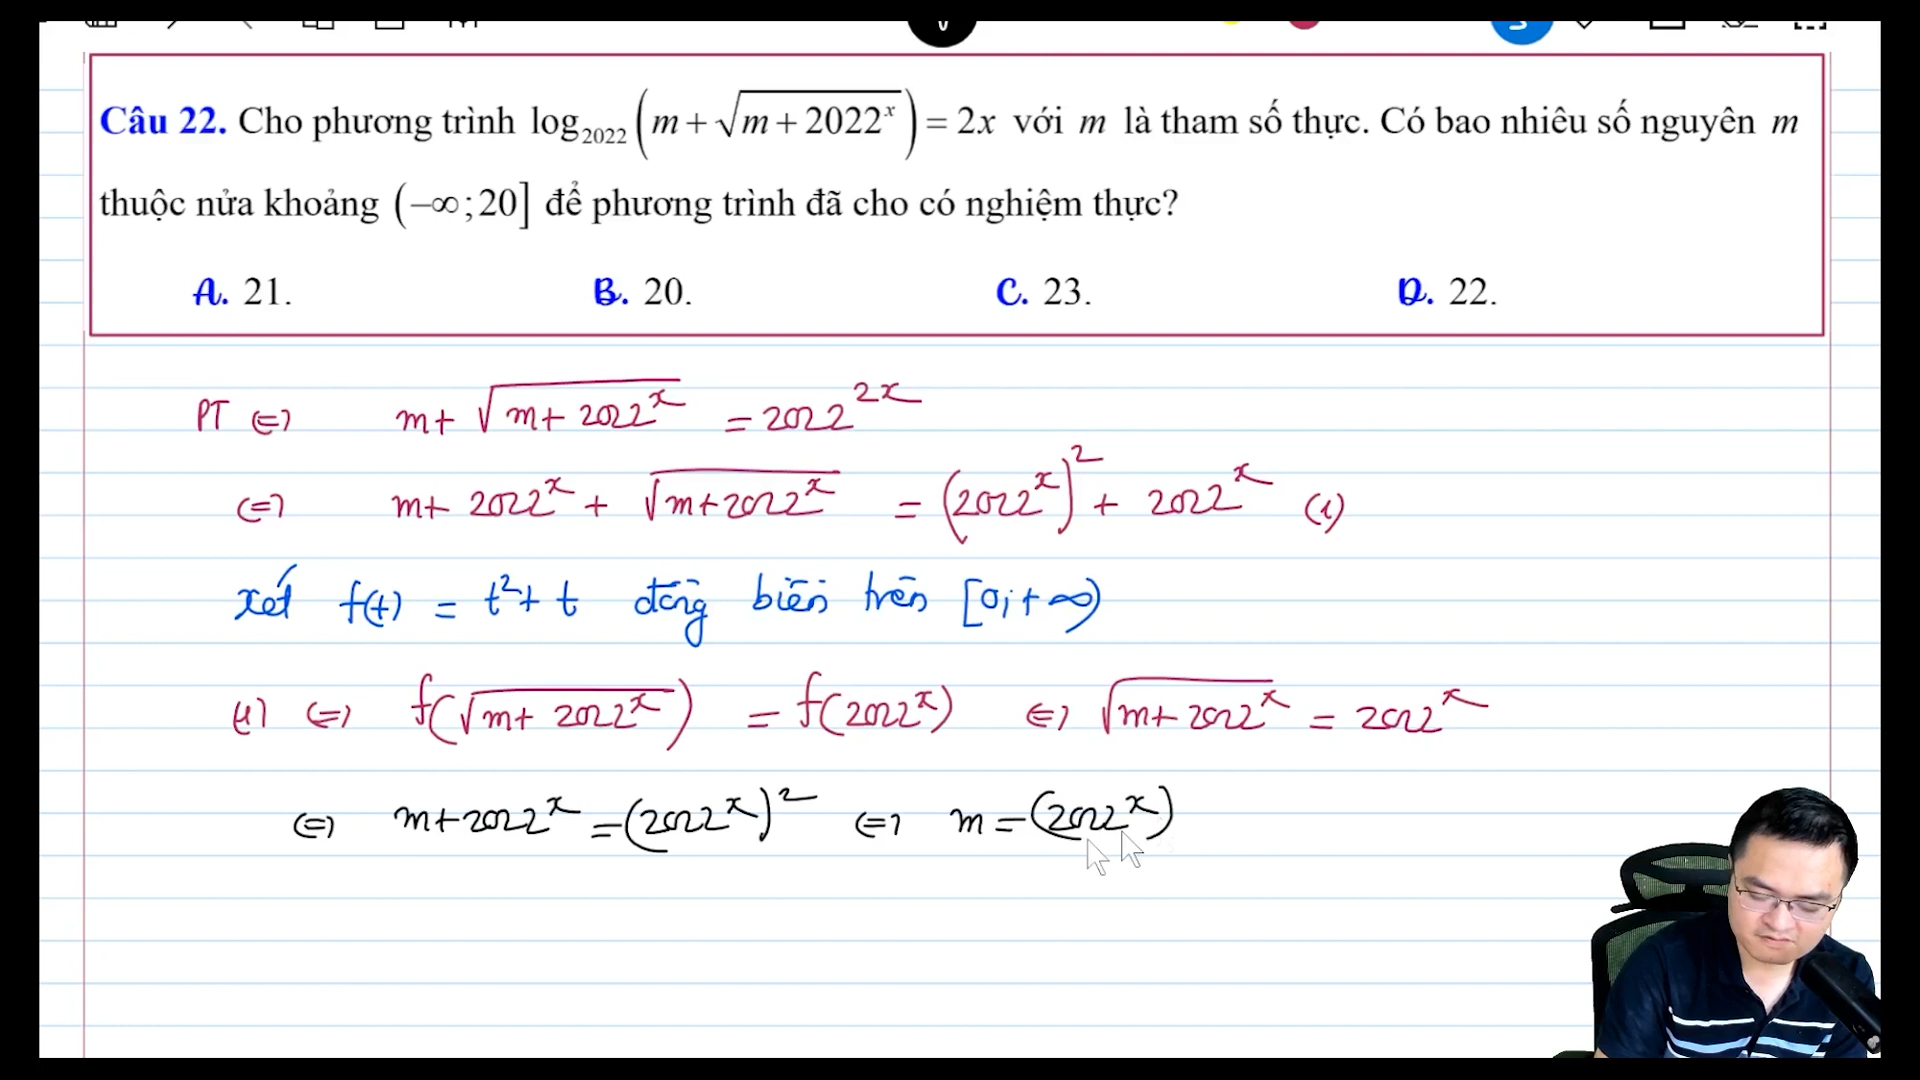 Câu 22. Cho phương trình log₂₀₂₂(m + √(m + 2022ˣ)) = 2x với m là tham số thực. Có bao nhiêu số nguyên m
thuộc nửa khoảng (−∞; 20] để phương trình đã cho có nghiệm thực?
A. 21. B. 20. C. 23. D. 22.
PT ⇔ m + √(m + 2022ˣ) = 2022²ˣ
⇔ m + 2022ˣ + √(m + 2022ˣ) = (2022ˣ)² + 2022ˣ (1)
xét f(t) = t² + t đồng biến trên [0; +∞)
(1) ⇔ f(√(m + 2022ˣ)) = f(2022ˣ) ⇔ √(m + 2022ˣ) = 2022ˣ
⇔ m + 2022ˣ = (2022ˣ)² ⇔ m = (2022ˣ)